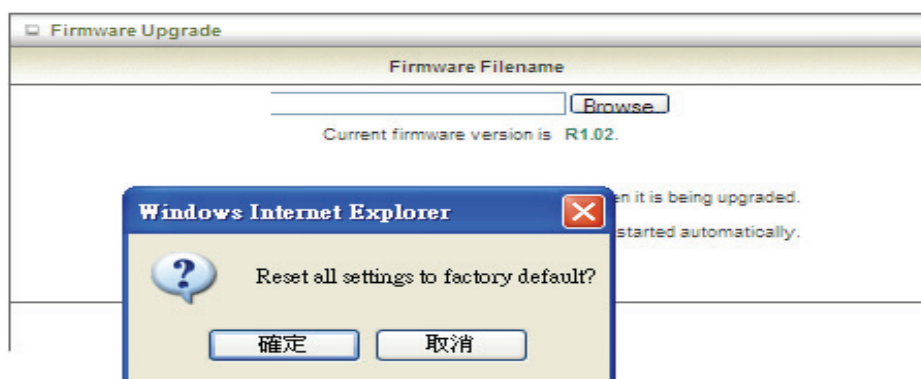 Firmware Upgrade
Firmware Filename
Browse...
Current firmware version is R1.02.
it is being upgraded.
started automatically.
Windows Internet Explorer
Reset all settings to factory default?
確定
取消